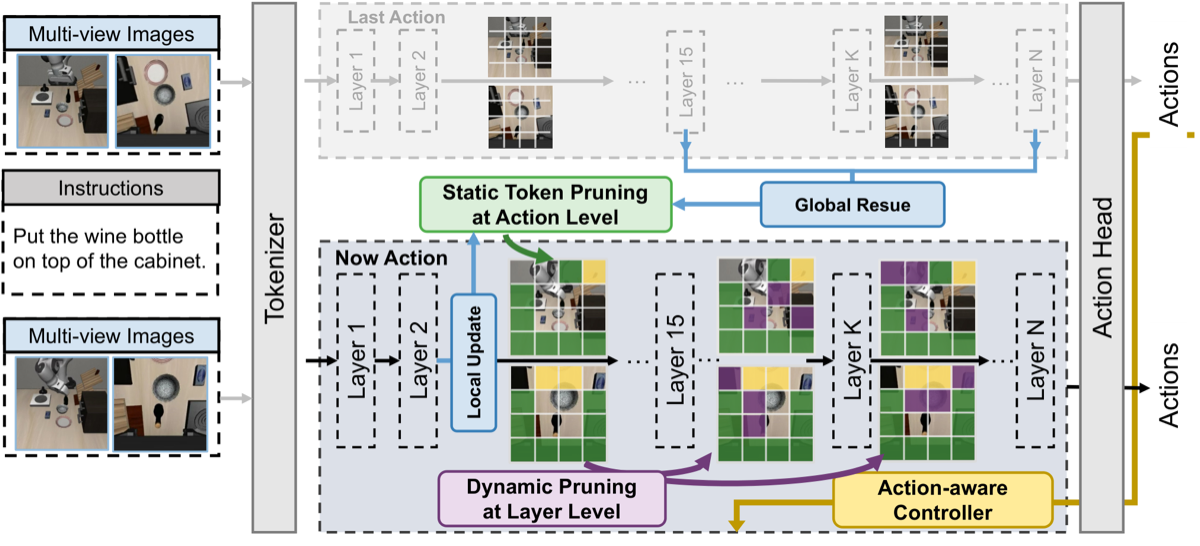 Multi-view Images
Instructions
Put the wine bottle
on top of the cabinet.
Multi-view Images
Tokenizer
Last Action
Layer 1
Layer 2
...
Layer 15
...
Layer K
...
Layer N
Actions
Static Token Pruning
at Action Level
Global Resue
Now Action
Layer 1
Layer 2
Local Update
...
Layer 15
...
Layer K
...
Layer N
Dynamic Pruning
at Layer Level
Action-aware
Controller
Action Head
Actions